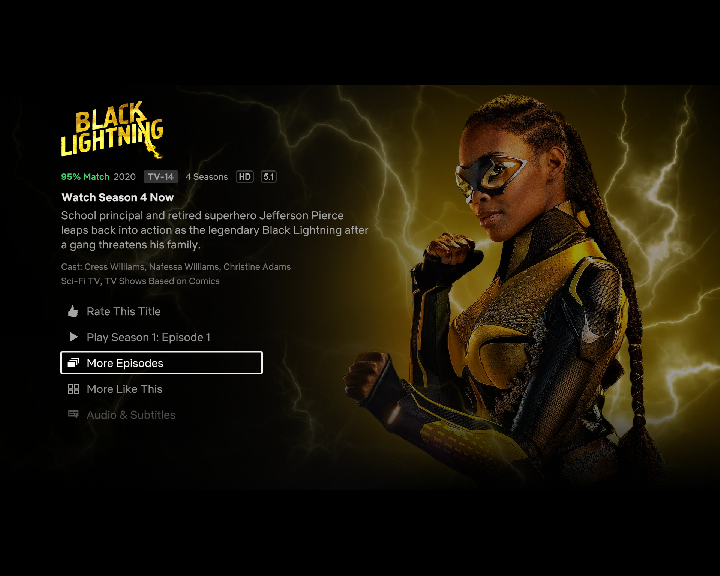 BLACK
LIGHTNING
95% Match 2020 TV-14 4 Seasons HD 5.1
Watch Season 4 Now
School principal and retired superhero Jefferson Pierce
leaps back into action as the legendary Black Lightning after
a gang threatens his family.
Cast: Cress Williams, Nafessa Williams, Christine Adams
Sci-Fi TV, TV Shows Based on Comics
Rate This Title
Play Season 1: Episode 1
More Episodes
More Like This
Audio & Subtitles